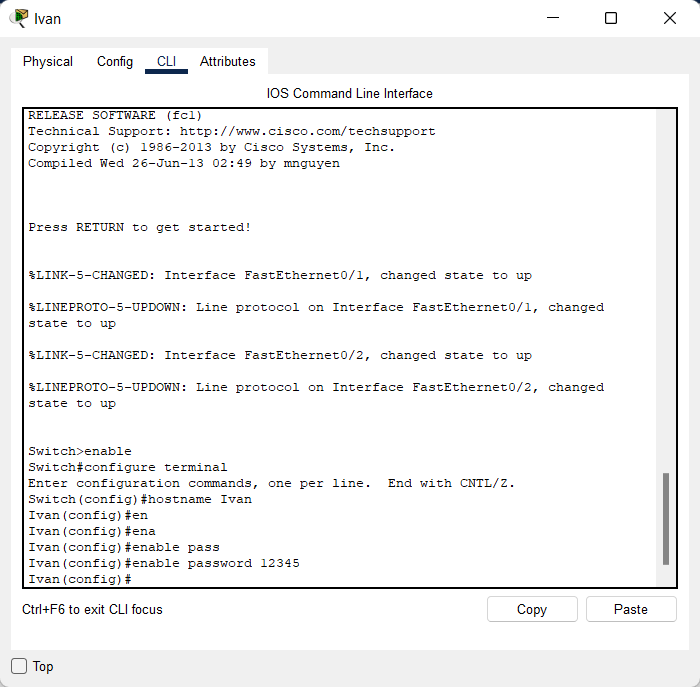 Ivan
Physical Config CLI Attributes
IOS Command Line Interface
RELEASE SOFTWARE (fc1)
Technical Support: http://www.cisco.com/techsupport
Copyright (c) 1986-2013 by Cisco Systems, Inc.
Compiled Wed 26-Jun-13 02:49 by mnguyen
Press RETURN to get started!
%LINK-5-CHANGED: Interface FastEthernet0/1, changed state to up
%LINEPROTO-5-UPDOWN: Line protocol on Interface FastEthernet0/1, changed
state to up
%LINK-5-CHANGED: Interface FastEthernet0/2, changed state to up
%LINEPROTO-5-UPDOWN: Line protocol on Interface FastEthernet0/2, changed
state to up
Switch>enable
Switch#configure terminal
Enter configuration commands, one per line.  End with CNTL/Z.
Switch(config)#hostname Ivan
Ivan(config)#en
Ivan(config)#ena
Ivan(config)#enable pass
Ivan(config)#enable password 12345
Ivan(config)#
Ctrl+F6 to exit CLI focus
Copy Paste
Top